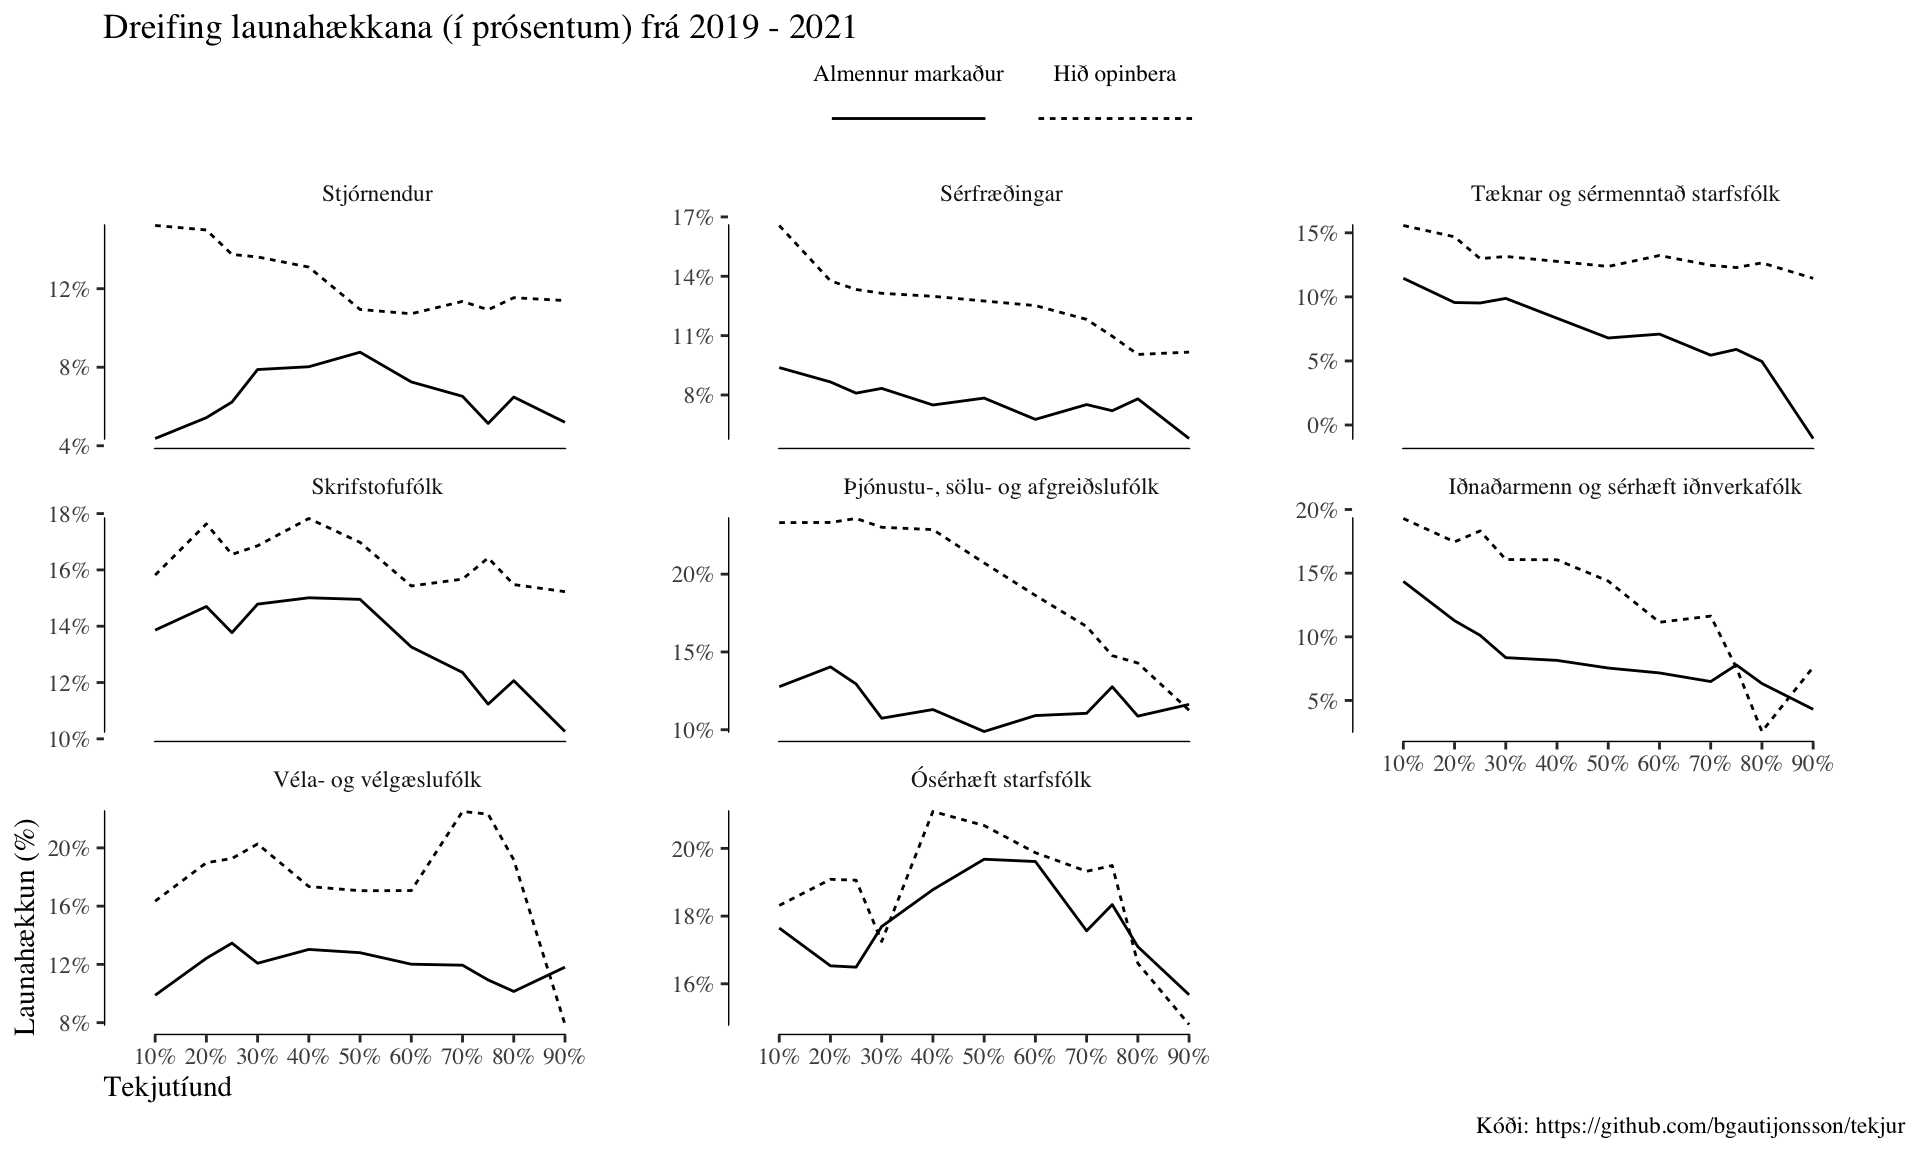 Dreifing launahækkana (í prósentum) frá 2019 - 2021
Almennur markaður Hið opinbera
Stjórnendur
12%
8%
4%
Sérfræðingar
17%
14%
11%
8%
Tæknar og sérmenntað starfsfólk
15%
10%
5%
0%
Skrifstofufólk
18%
16%
14%
12%
10%
Þjónustu-, sölu- og afgreiðslufólk
20%
15%
10%
Iðnaðarmenn og sérhæft iðnverkafólk
20%
15%
10%
5%
10% 20% 30% 40% 50% 60% 70% 80% 90%
Véla- og vélgæslufólk
20%
16%
12%
8%
10% 20% 30% 40% 50% 60% 70% 80% 90%
Ósérhæft starfsfólk
20%
18%
16%
10% 20% 30% 40% 50% 60% 70% 80% 90%
Launahækkun (%)
Tekjutíund
Kóði: https://github.com/bgautijonsson/tekjur